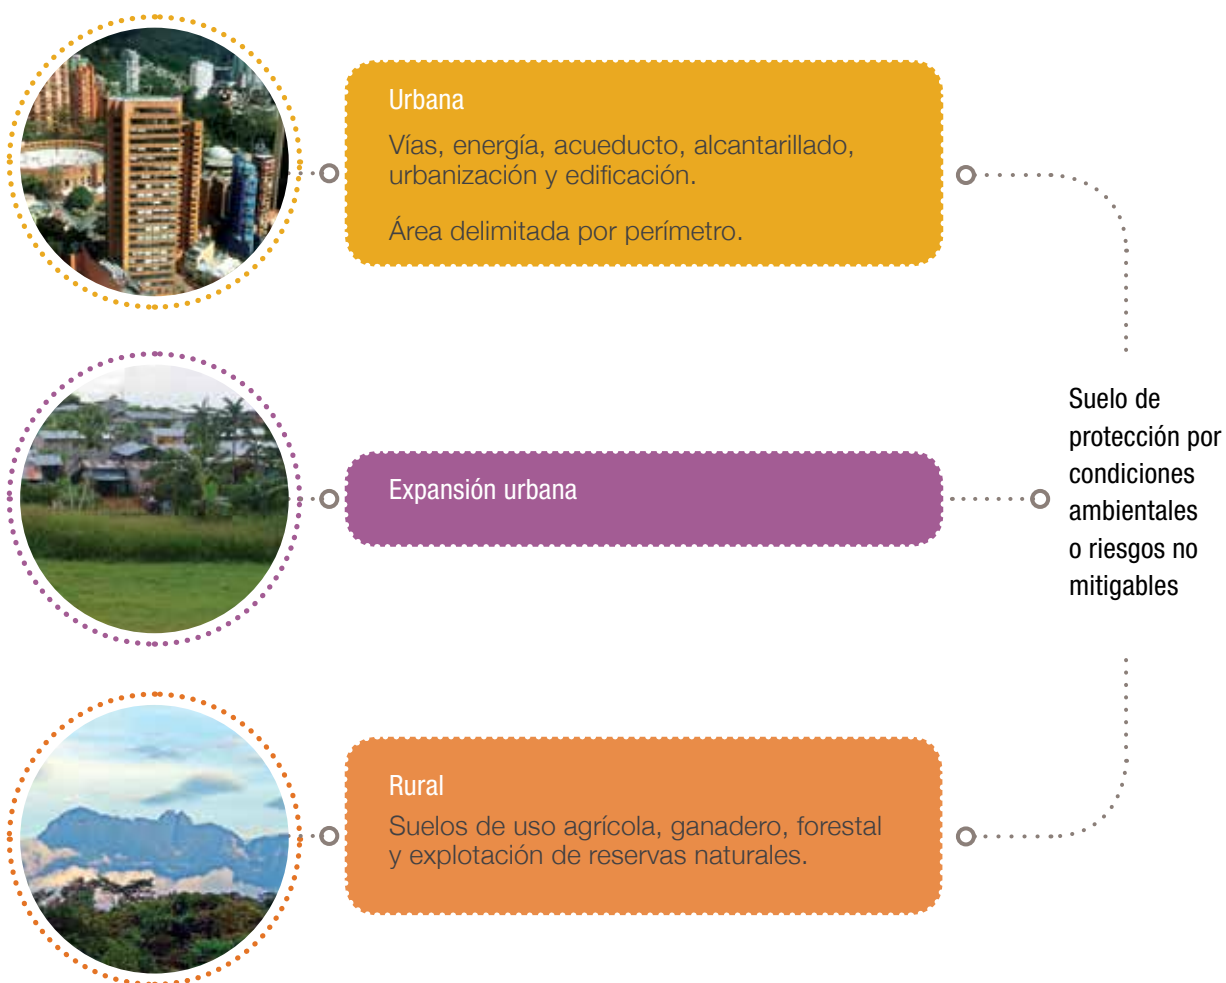 Urbana
Vías, energía, acueducto, alcantarillado,
urbanización y edificación.
Área delimitada por perímetro.
Expansión urbana
Suelo de
protección por
condiciones
ambientales
o riesgos no
mitigables
Rural
Suelos de uso agrícola, ganadero, forestal
y explotación de reservas naturales.